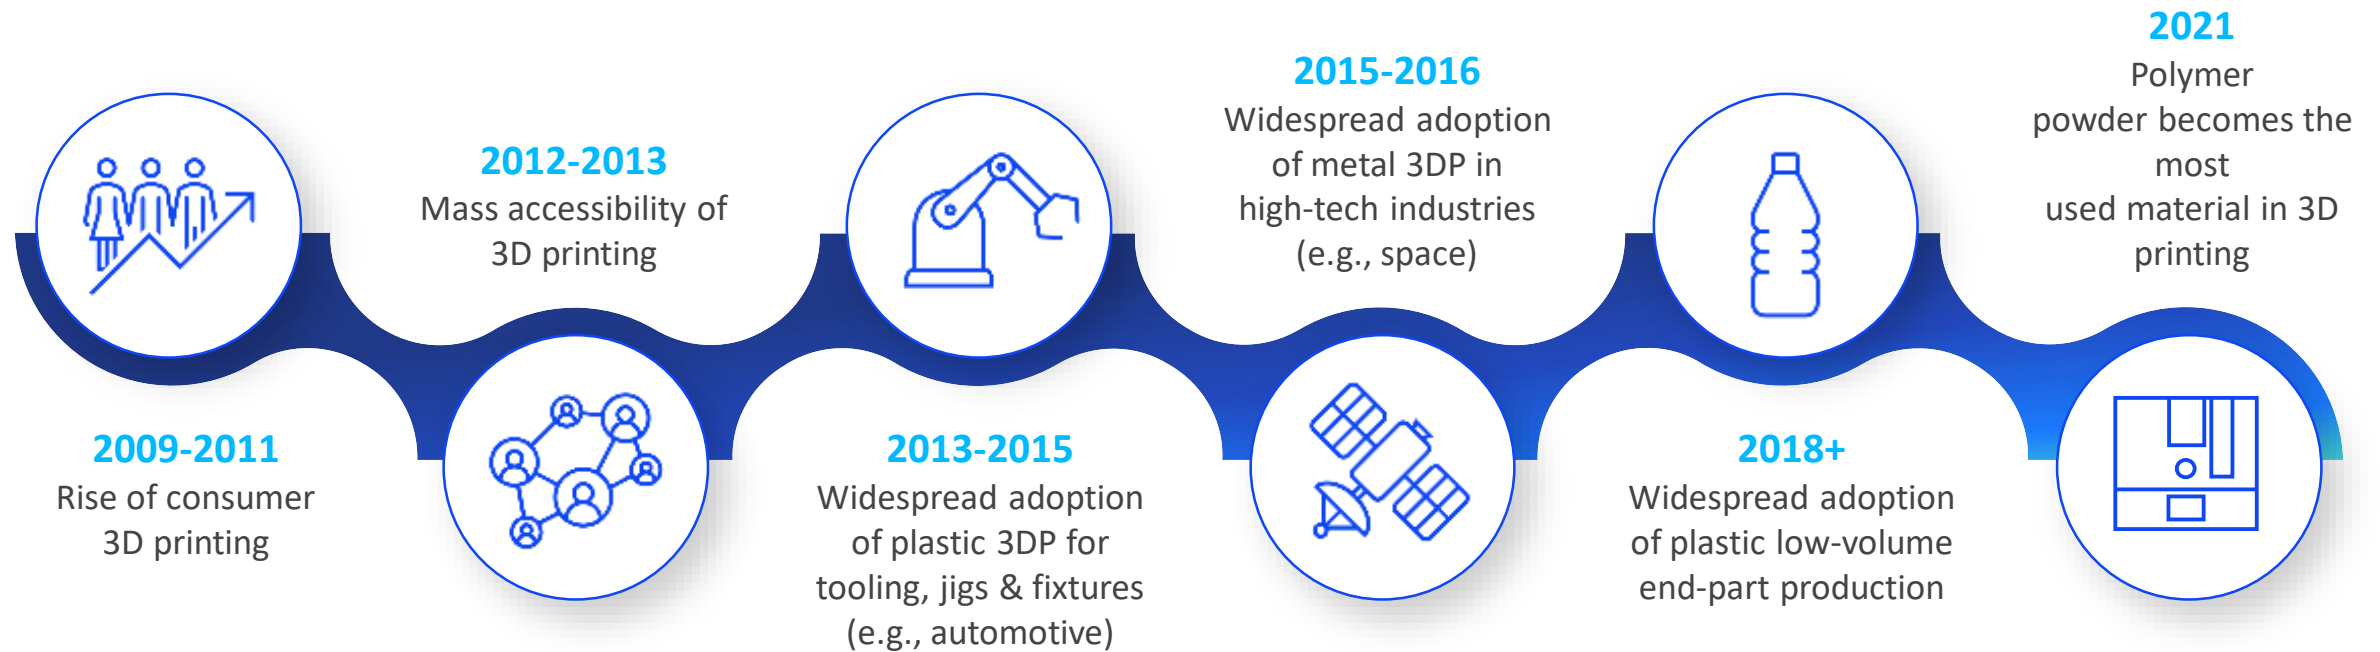 2009-2011
Rise of consumer
3D printing
2012-2013
Mass accessibility of
3D printing
2013-2015
Widespread adoption
of plastic 3DP for
tooling, jigs & fixtures
(e.g., automotive)
2015-2016
Widespread adoption
of metal 3DP in
high-tech industries
(e.g., space)
2018+
Widespread adoption
of plastic low-volume
end-part production
2021
Polymer
powder becomes the
most
used material in 3D
printing